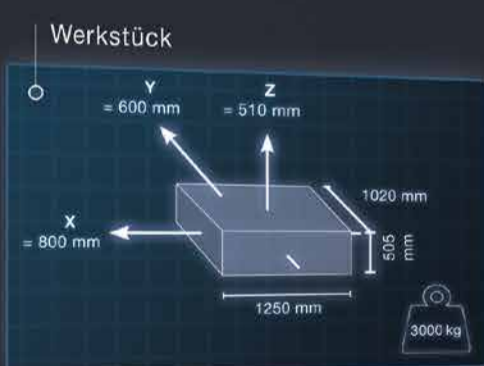 Werkstück
Y
= 600 mm
Z
= 510 mm
X
= 800 mm
1020 mm
505 mm
1250 mm
3000 kg